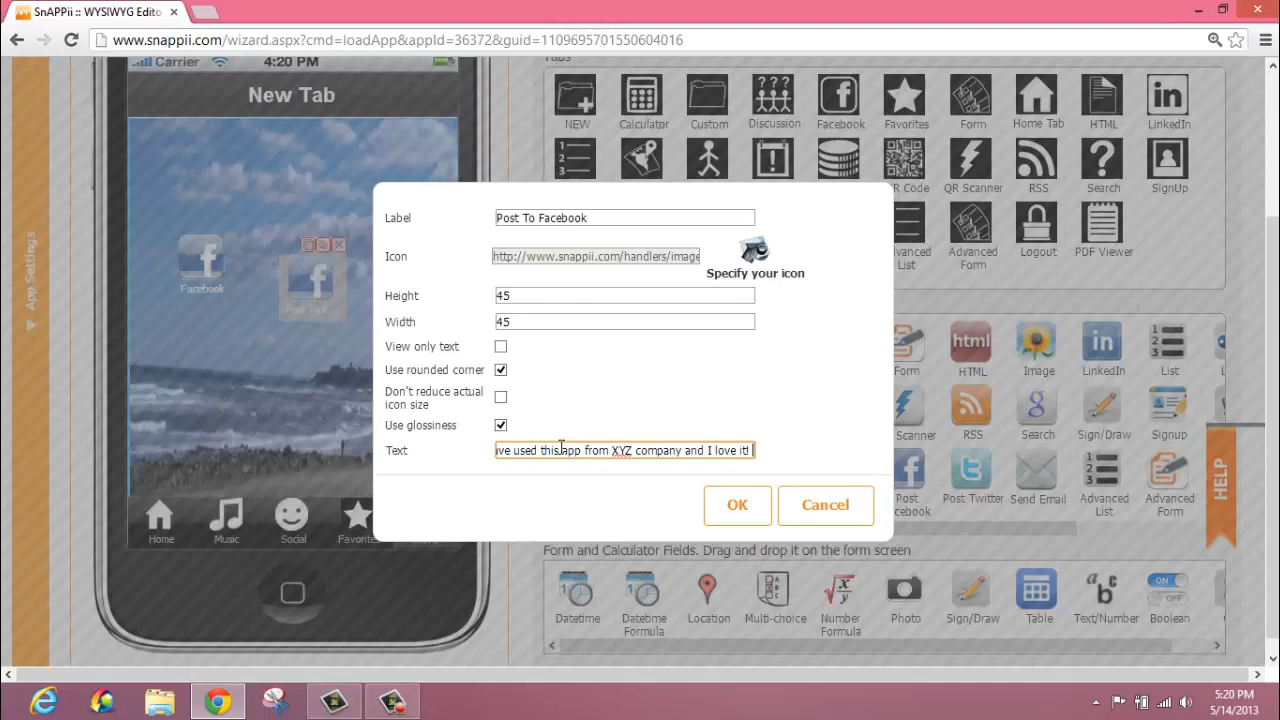 SnAPPii :: WYSIWYG Edito
www.snappii.com/wizard.aspx?cmd=loadApp&appId=36372&guid=1109695701550604016
Carrier 4:20 PM
New Tab
Facebook
App Settings
Home Music Social Favorites
Tabs
NEW Calculator Custom Discussion Facebook Favorites Form Home Tab HTML LinkedIn
QR Code QR Scanner RSS Search SignUp
Advanced List Advanced Form Logout PDF Viewer
Label Post To Facebook
Icon http://www.snappii.com/handlers/image
Specify your icon
Height 45
Width 45
View only text
Use rounded corner
Don't reduce actual
icon size
Use glossiness
Text ive used this app from XYZ company and I love it!
OK Cancel
Form HTML Image LinkedIn List
Scanner RSS Search Sign/Draw Signup
Post Facebook Post Twitter Send Email Advanced List Advanced Form
HELP
Form and Calculator Fields. Drag and drop it on the form screen
Datetime Datetime Formula Location Multi-choice Number Formula Photo Sign/Draw Table Text/Number Boolean
ON
OFF
5:20 PM
5/14/2013